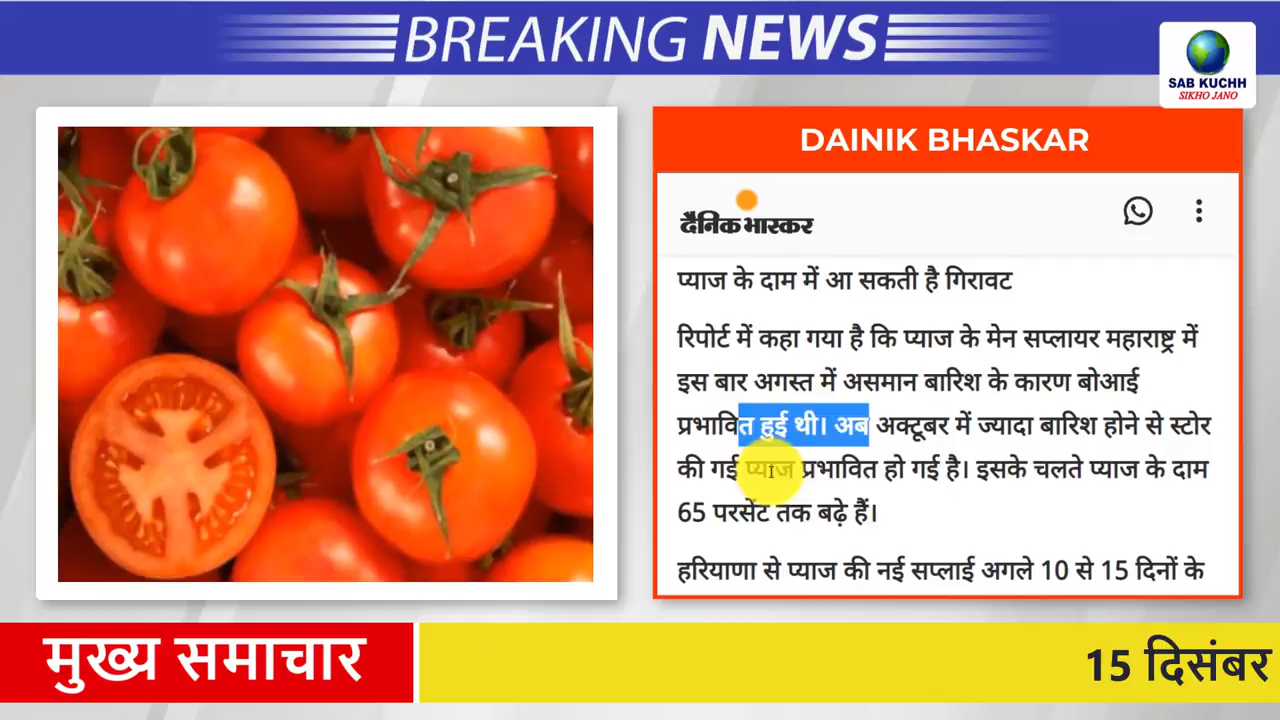 BREAKING NEWS
SAB KUCHH
SIKHO JANO
DAINIK BHASKAR
दैनिक भास्कर
प्याज के दाम में आ सकती है गिरावट
रिपोर्ट में कहा गया है कि प्याज के मेन सप्लायर महाराष्ट्र में
इस बार अगस्त में असमान बारिश के कारण बोआई
प्रभावित हुई थी। अब अक्टूबर में ज्यादा बारिश होने से स्टोर
की गई प्याज प्रभावित हो गई है। इसके चलते प्याज के दाम
65 परसेंट तक बढ़े हैं।
हरियाणा से प्याज की नई सप्लाई अगले 10 से 15 दिनों के
मुख्य समाचार
15 दिसंबर